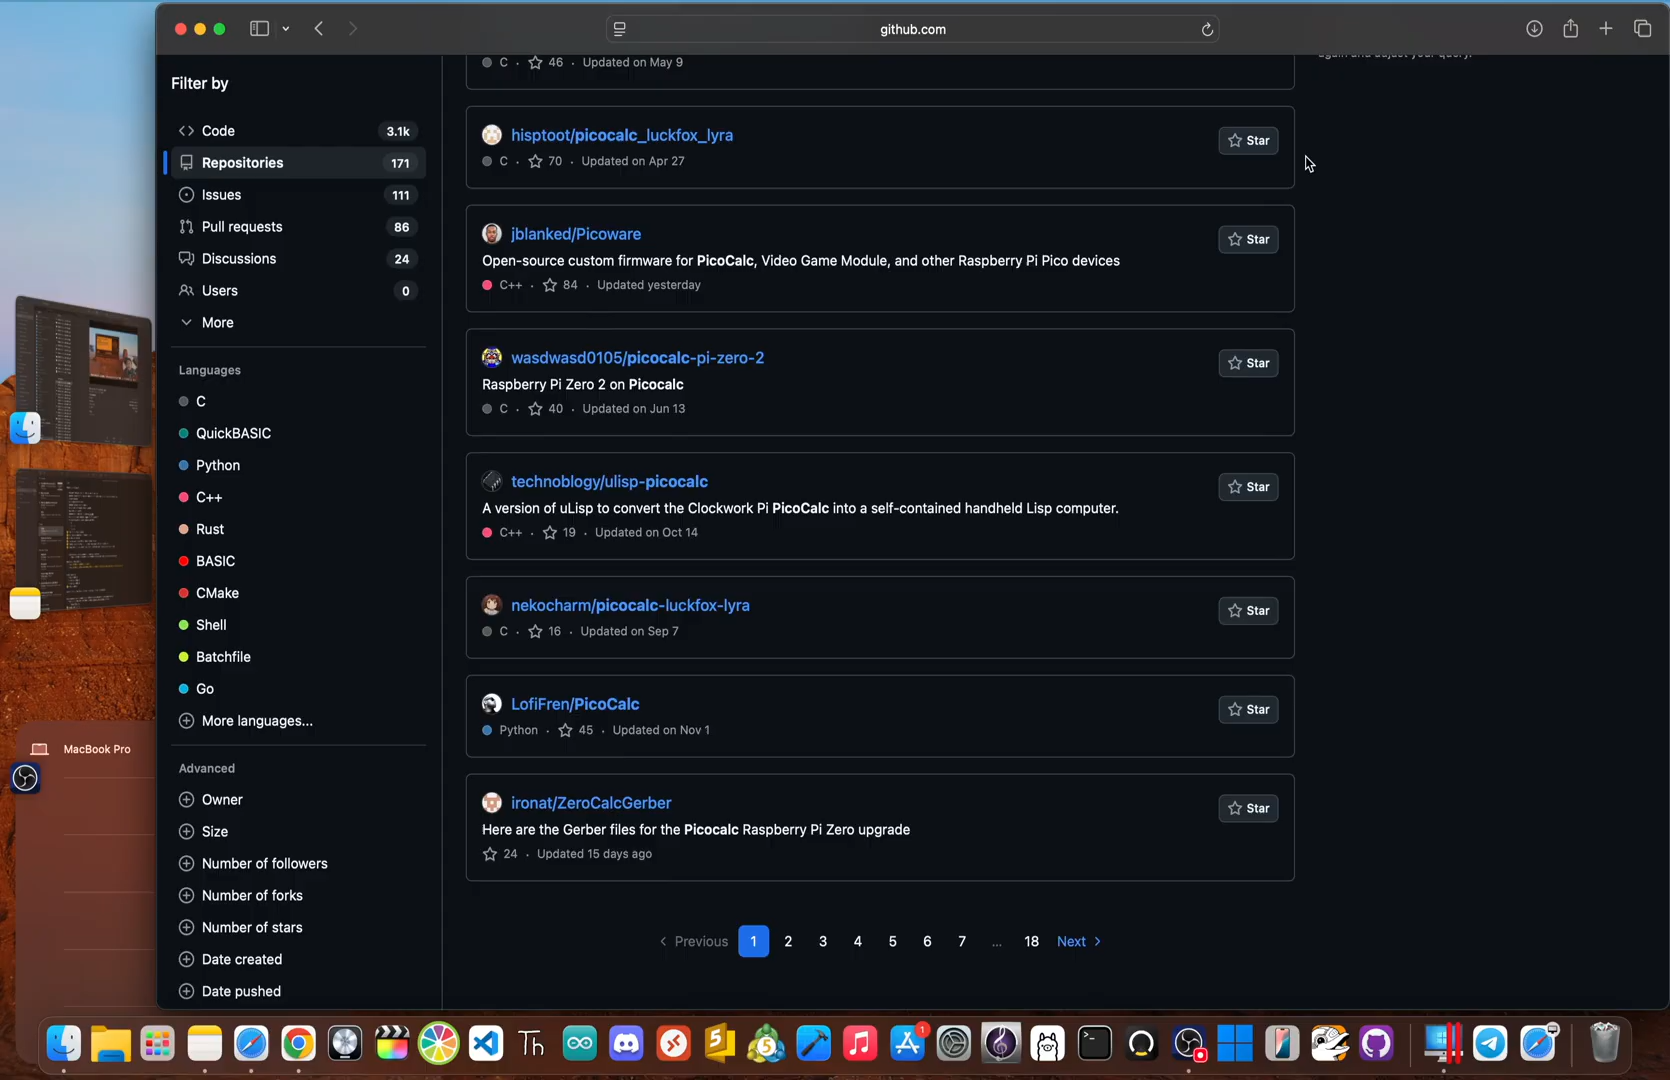 github.com
Filter by
Code 3.1k
Repositories 171
Issues 111
Pull requests 86
Discussions 24
Users 0
More
Languages
C
QuickBASIC
Python
C++
Rust
BASIC
CMake
Shell
Batchfile
Go
More languages...
Advanced
Owner
Size
Number of followers
Number of forks
Number of stars
Date created
Date pushed
C · 46 · Updated on May 9
again and adjust your query.
hisptoot/picocalc_luckfox_lyra
Star
C · 70 · Updated on Apr 27
jblanked/Picoware
Star
Open-source custom firmware for PicoCalc, Video Game Module, and other Raspberry Pi Pico devices
C++ · 84 · Updated yesterday
wasdwasd0105/picocalc-pi-zero-2
Star
Raspberry Pi Zero 2 on Picocalc
C · 40 · Updated on Jun 13
technoblogy/ulisp-picocalc
Star
A version of uLisp to convert the Clockwork Pi PicoCalc into a self-contained handheld Lisp computer.
C++ · 19 · Updated on Oct 14
nekocharm/picocalc-luckfox-lyra
Star
C · 16 · Updated on Sep 7
LofiFren/PicoCalc
Star
Python · 45 · Updated on Nov 1
ironat/ZeroCalcGerber
Star
Here are the Gerber files for the Picocalc Raspberry Pi Zero upgrade
24 · Updated 15 days ago
Previous 1 2 3 4 5 6 7 ... 18 Next
MacBook Pro
Th
5
5
1